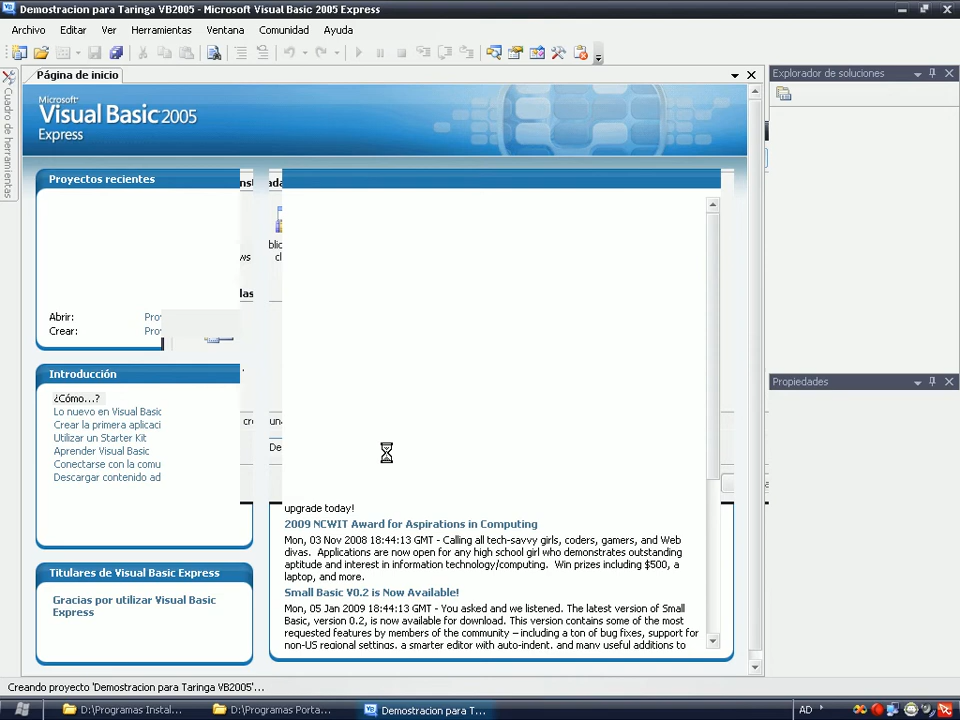 Demostracion para Taringa VB2005 - Microsoft Visual Basic 2005 Express
Archivo Editar Ver Herramientas Ventana Comunidad Ayuda
Página de inicio
Explorador de soluciones
Cuadro de herramientas
Microsoft
Visual Basic 2005
Express
Proyectos recientes
Abrir:
Crear:
Introducción
¿Cómo...?
Lo nuevo en Visual Basic
Crear la primera aplicaci
Utilizar un Starter Kit
Aprender Visual Basic
Conectarse con la comu
Descargar contenido ad
Titulares de Visual Basic Express
Gracias por utilizar Visual Basic
Express
upgrade today!
2009 NCWIT Award for Aspirations in Computing
Mon, 03 Nov 2008 18:44:13 GMT - Calling all tech-savvy girls, coders, gamers, and Web
divas. Applications are now open for any high school girl who demonstrates outstanding
aptitude and interest in information technology/computing. Win prizes including $500, a
laptop, and more.
Small Basic V0.2 is Now Available!
Mon, 05 Jan 2009 18:44:13 GMT - You asked and we listened. The latest version of Small
Basic, version 0.2, is now available for download. This version contains some of the most
requested features by members of the community – including a ton of bug fixes, support for
non-US regional settings, a smarter editor with auto-indent, and many useful additions to
Propiedades
Creando proyecto 'Demostracion para Taringa VB2005'...
D:\Programas Instal...
D:\Programas Porta...
Demostracion para T...
AD